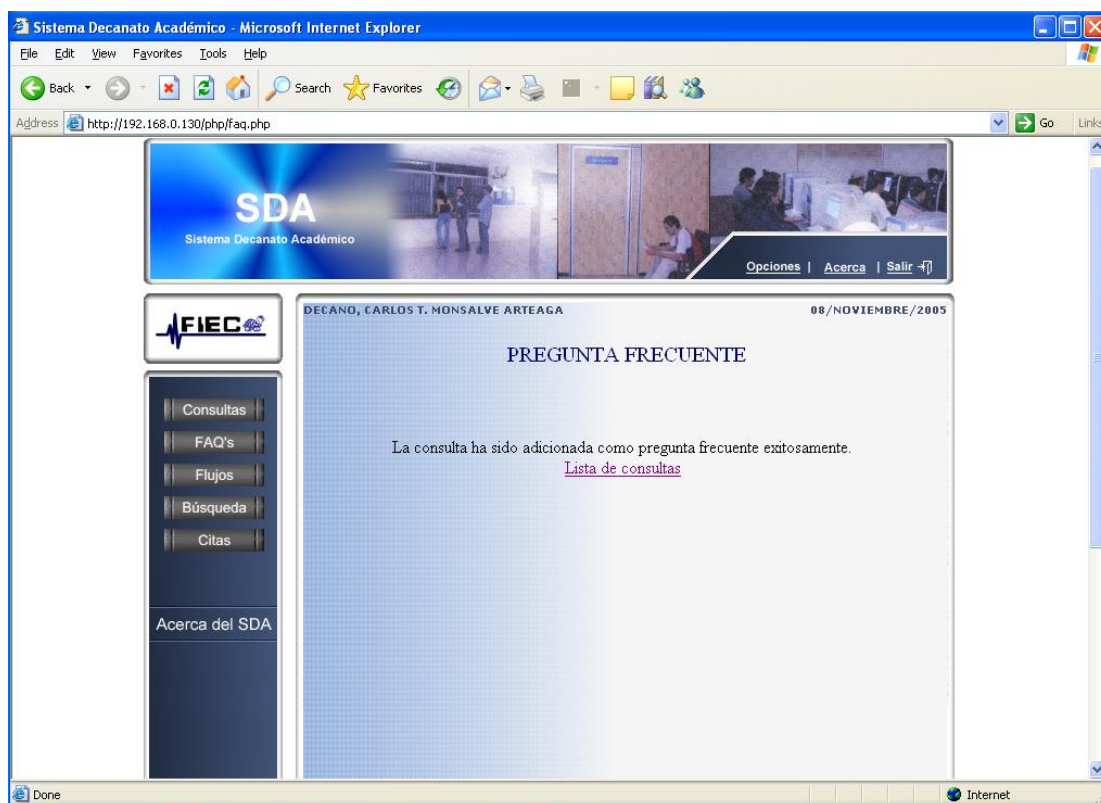 Sistema Decanato Académico - Microsoft Internet Explorer
File Edit View Favorites Tools Help
Back Search Favorites
Address http://192.168.0.130/php/faq.php Go Links
SDA
Sistema Decanato Académico
Opciones | Acerca | Salir
FIEC
DECANO, CARLOS T. MONSALVE ARTEAGA 08/NOVIEMBRE/2005
PREGUNTA FRECUENTE
Consultas
FAQ's
Flujos
Búsqueda
Citas
Acerca del SDA
La consulta ha sido adicionada como pregunta frecuente exitosamente.
Lista de consultas
Done Internet